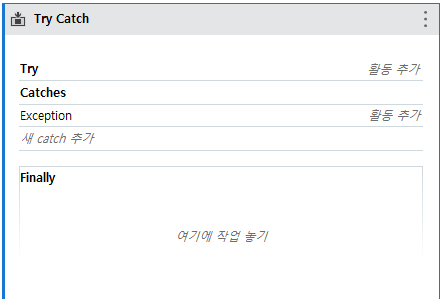 Try Catch
Try 활동 추가
Catches
Exception 활동 추가
새 catch 추가
Finally
여기에 작업 놓기